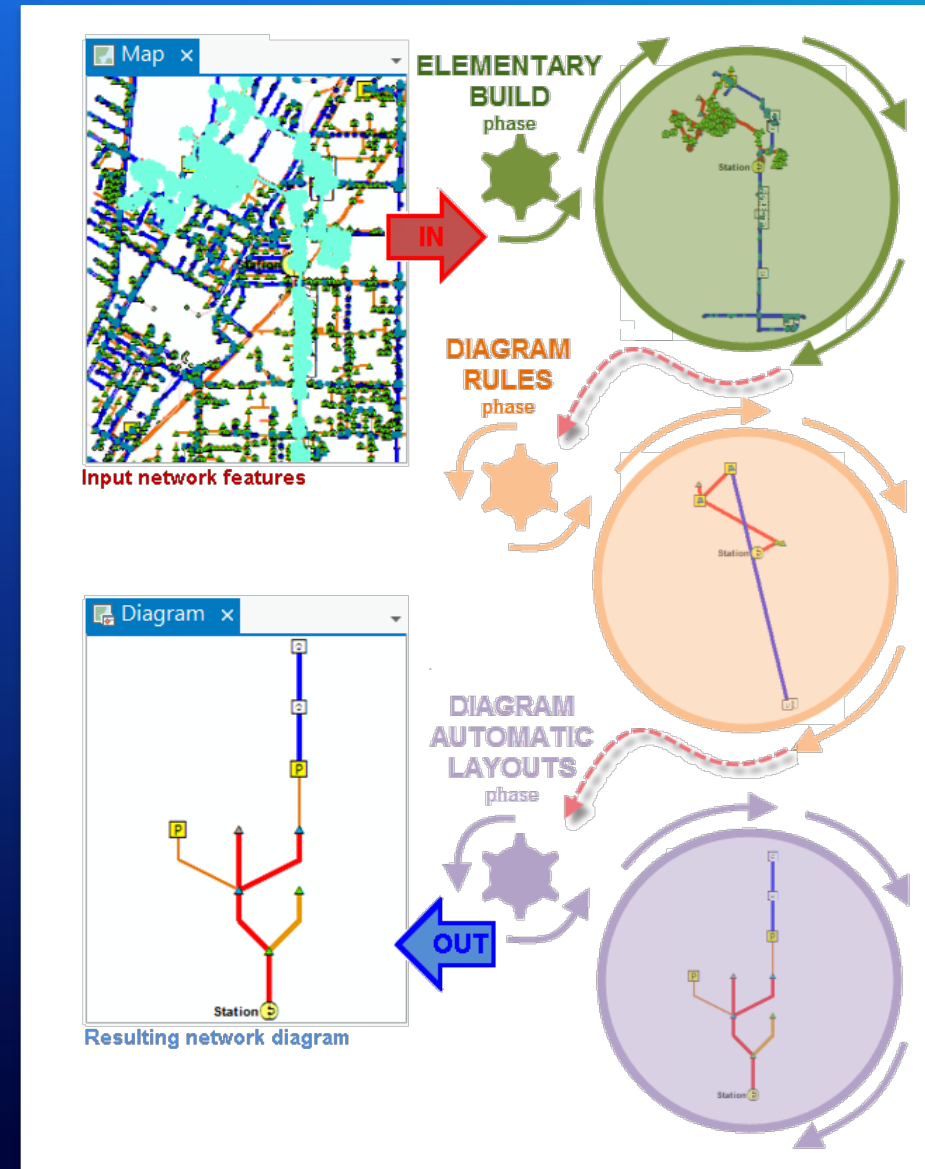 Map ×
ELEMENTARY
BUILD
phase
Station
Station
IN
DIAGRAM
RULES
phase
Input network features
Station
Diagram ×
P
P
Station
DIAGRAM
AUTOMATIC
LAYOUTS
phase
OUT
P
P
Station
Resulting network diagram